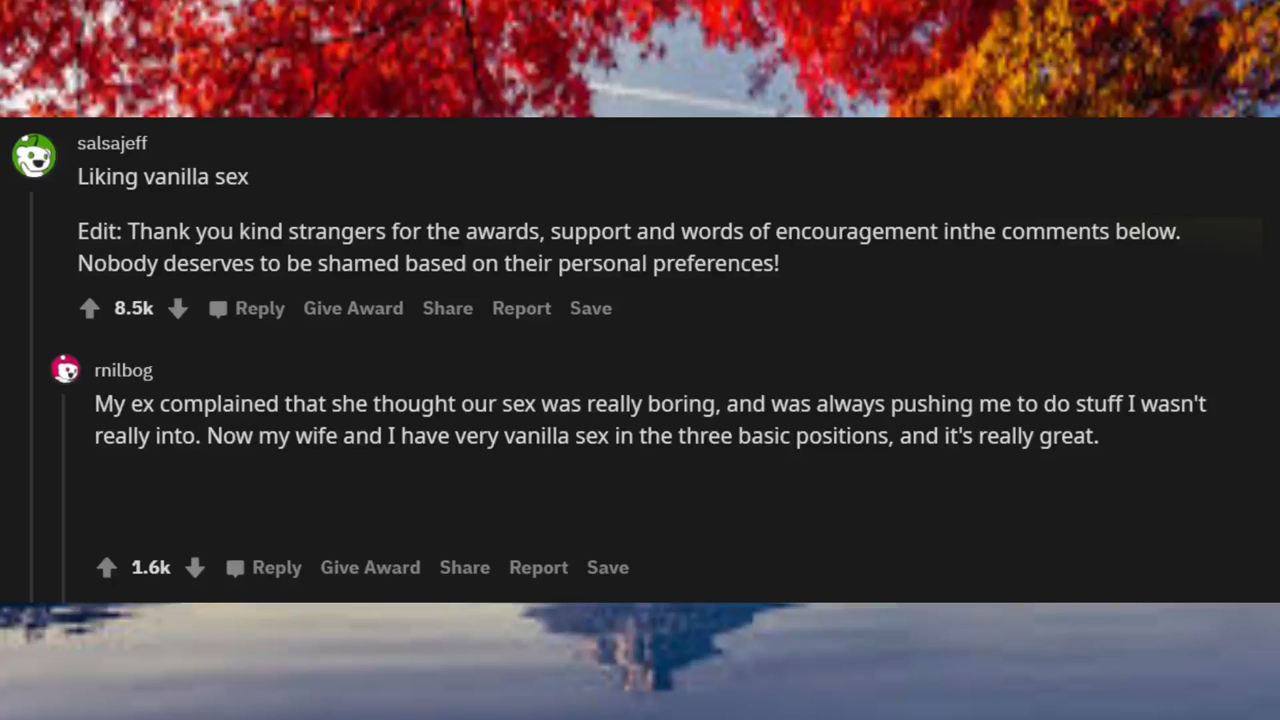 salsajeff
Liking vanilla sex
Edit: Thank you kind strangers for the awards, support and words of encouragement inthe comments below.
Nobody deserves to be shamed based on their personal preferences!
8.5k Reply Give Award Share Report Save
rnilbog
My ex complained that she thought our sex was really boring, and was always pushing me to do stuff I wasn't
really into. Now my wife and I have very vanilla sex in the three basic positions, and it's really great.
1.6k Reply Give Award Share Report Save